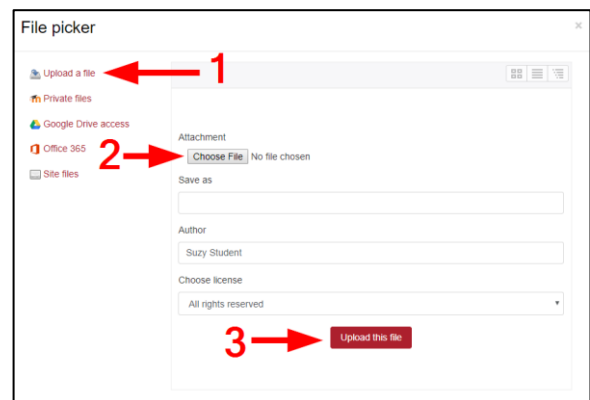 File picker
×
Upload a file
1
Private files
Google Drive access
Office 365
Site files
Attachment
2
Choose File No file chosen
Save as
Author
Suzy Student
Choose license
All rights reserved
3
Upload this file